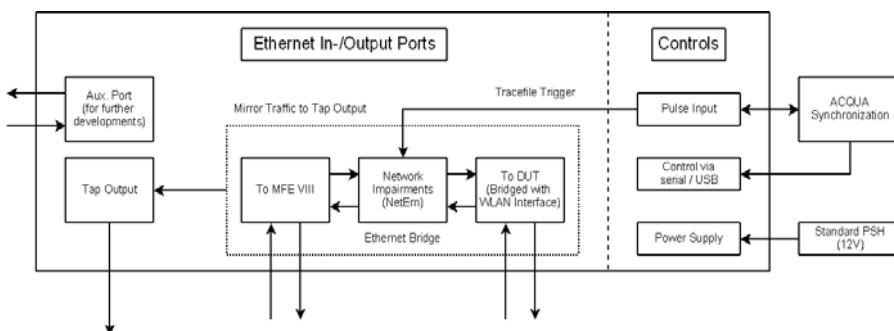 Ethernet In-/Output Ports
Controls
Aux. Port
(for further
developments)
Mirror Traffic to Tap Output
Tracefile Trigger
Pulse Input
ACQUA
Synchronization
Tap Output
To MFE VIII
Network
Impairments
(NetEm)
To DUT
(Bridged with
WLAN Interface)
Control via
serial / USB
Ethernet Bridge
Power Supply
Standard PSH
(12V)